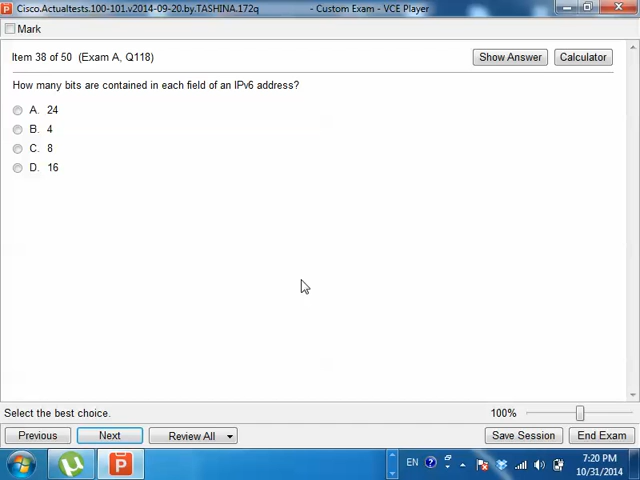 Cisco.Actualtests.100-101.v2014-09-20.by.TASHINA.172q - Custom Exam - VCE Player
Mark
Item 38 of 50 (Exam A, Q118)
Show Answer
Calculator
How many bits are contained in each field of an IPv6 address?
A. 24
B. 4
C. 8
D. 16
Select the best choice.
100%
Previous
Next
Review All
Save Session
End Exam
EN
7:20 PM
10/31/2014